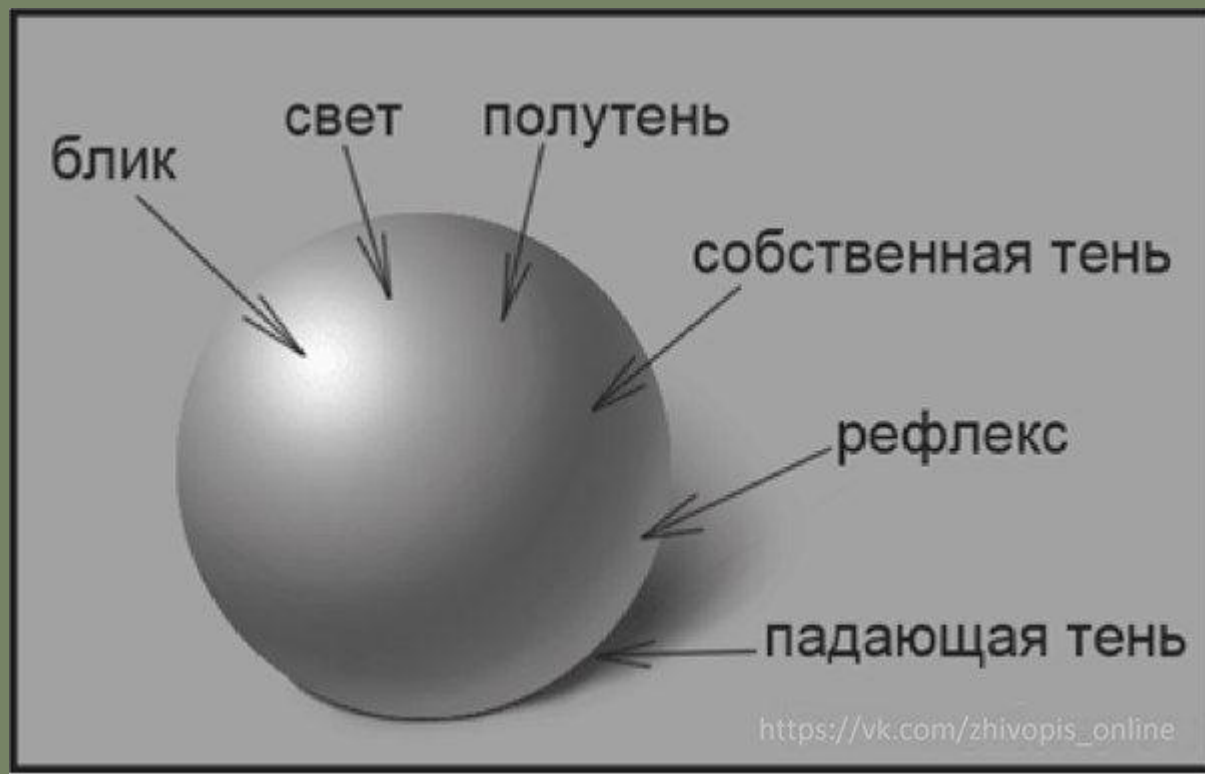 блик
свет
полутень
собственная тень
рефлекс
падающая тень
https://vk.com/zhivopis_online